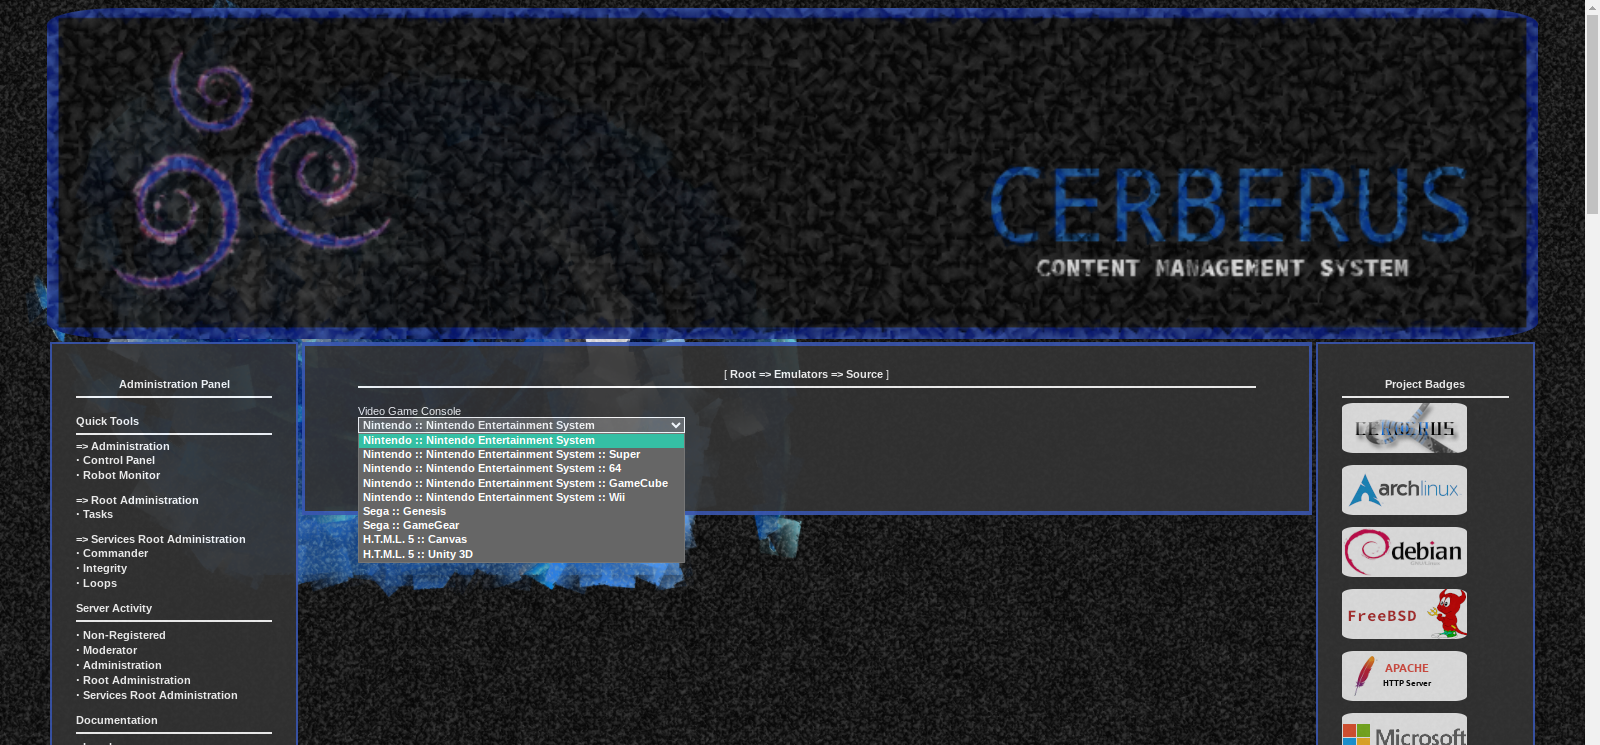 CERBERUS
CONTENT MANAGEMENT SYSTEM
Administration Panel
Quick Tools
=> Administration
· Control Panel
· Robot Monitor
=> Root Administration
· Tasks
=> Services Root Administration
· Commander
· Integrity
· Loops
Server Activity
· Non-Registered
· Moderator
· Administration
· Root Administration
· Services Root Administration
Documentation
[ Root => Emulators => Source ]
Video Game Console
Nintendo :: Nintendo Entertainment System
Nintendo :: Nintendo Entertainment System
Nintendo :: Nintendo Entertainment System :: Super
Nintendo :: Nintendo Entertainment System :: 64
Nintendo :: Nintendo Entertainment System :: GameCube
Nintendo :: Nintendo Entertainment System :: Wii
Sega :: Genesis
Sega :: GameGear
H.T.M.L. 5 :: Canvas
H.T.M.L. 5 :: Unity 3D
Project Badges
CERBERUS
archlinux
debian
FreeBSD
APACHE
HTTP Server
Microsoft